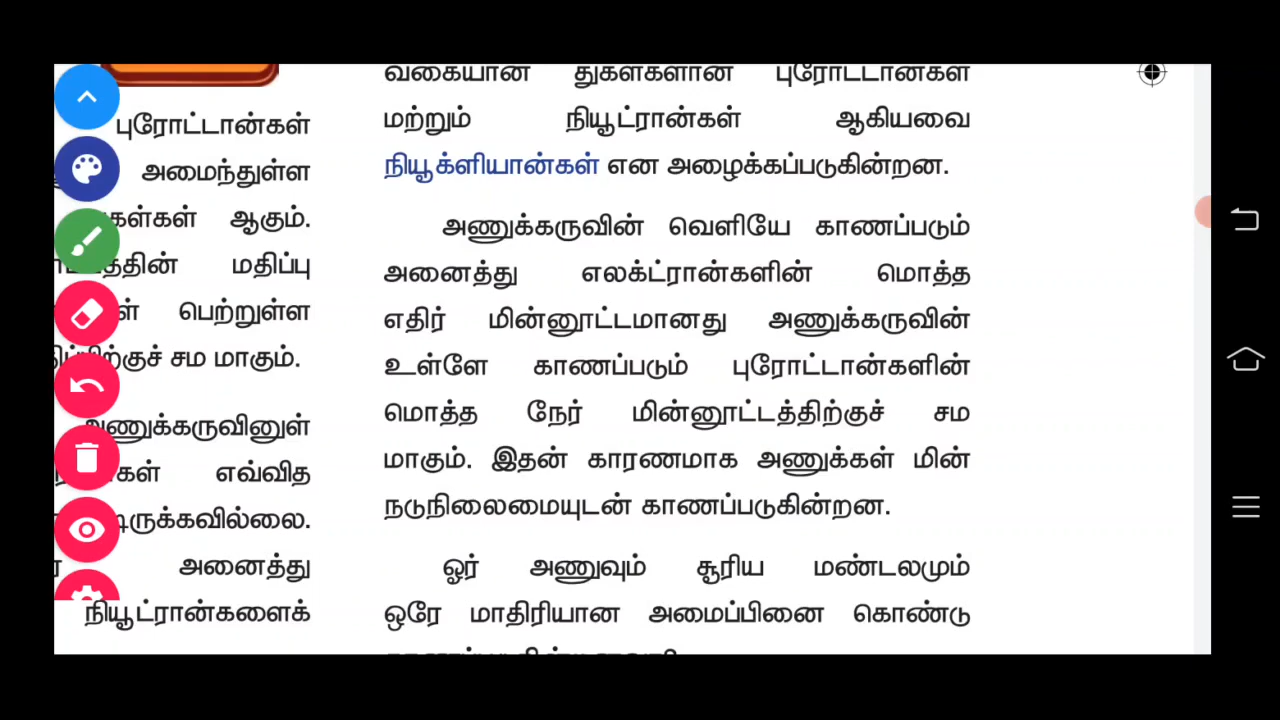 புரோட்டான்கள்
அமைந்துள்ள
ஆகும்.
மதிப்பு
பெற்றுள்ள
சம மாகும்.
அணுக்கருவினுள்
எவ்வித
அனைத்து
நியூட்ரான்களைக்
வகையான துகள்களான புரோட்டான்கள்
மற்றும் நியூட்ரான்கள் ஆகியவை
நியூக்ளியான்கள் என அழைக்கப்படுகின்றன.
அணுக்கருவின் வெளியே காணப்படும்
அனைத்து எலக்ட்ரான்களின் மொத்த
எதிர் மின்னூட்டமானது அணுக்கருவின்
உள்ளே காணப்படும் புரோட்டான்களின்
மொத்த நேர் மின்னூட்டத்திற்குச் சம
மாகும். இதன் காரணமாக அணுக்கள் மின்
நடுநிலைமையுடன் காணப்படுகின்றன.
ஓர் அணுவும் சூரிய மண்டலமும்
ஒரே மாதிரியான அமைப்பினை கொண்டு